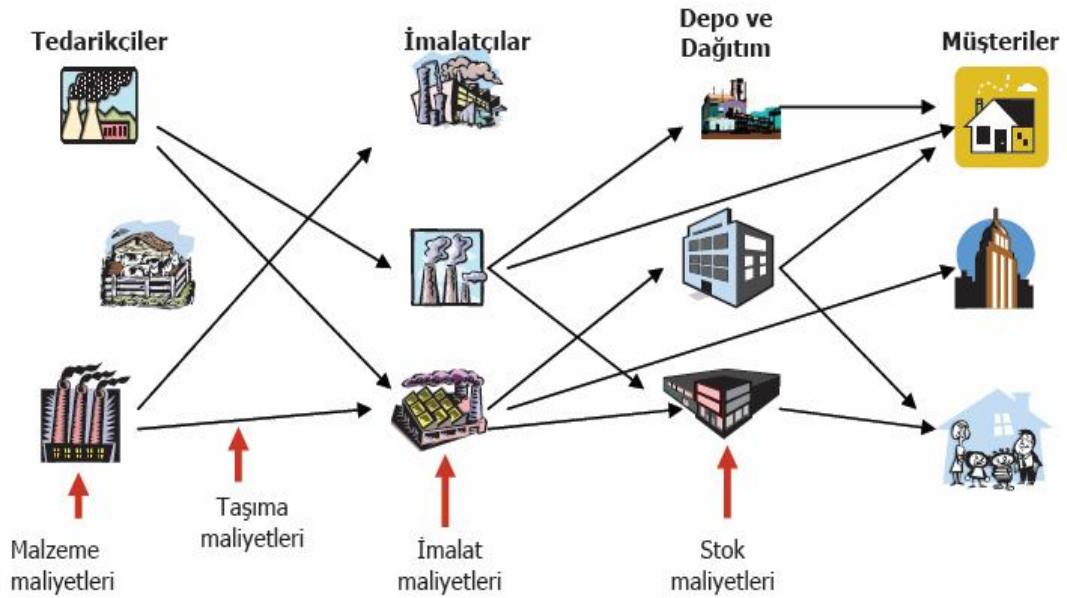 Tedarikçiler
İmalatçılar
Depo ve
Dağıtım
Müşteriler
Malzeme
maliyetleri
Taşıma
maliyetleri
İmalat
maliyetleri
Stok
maliyetleri